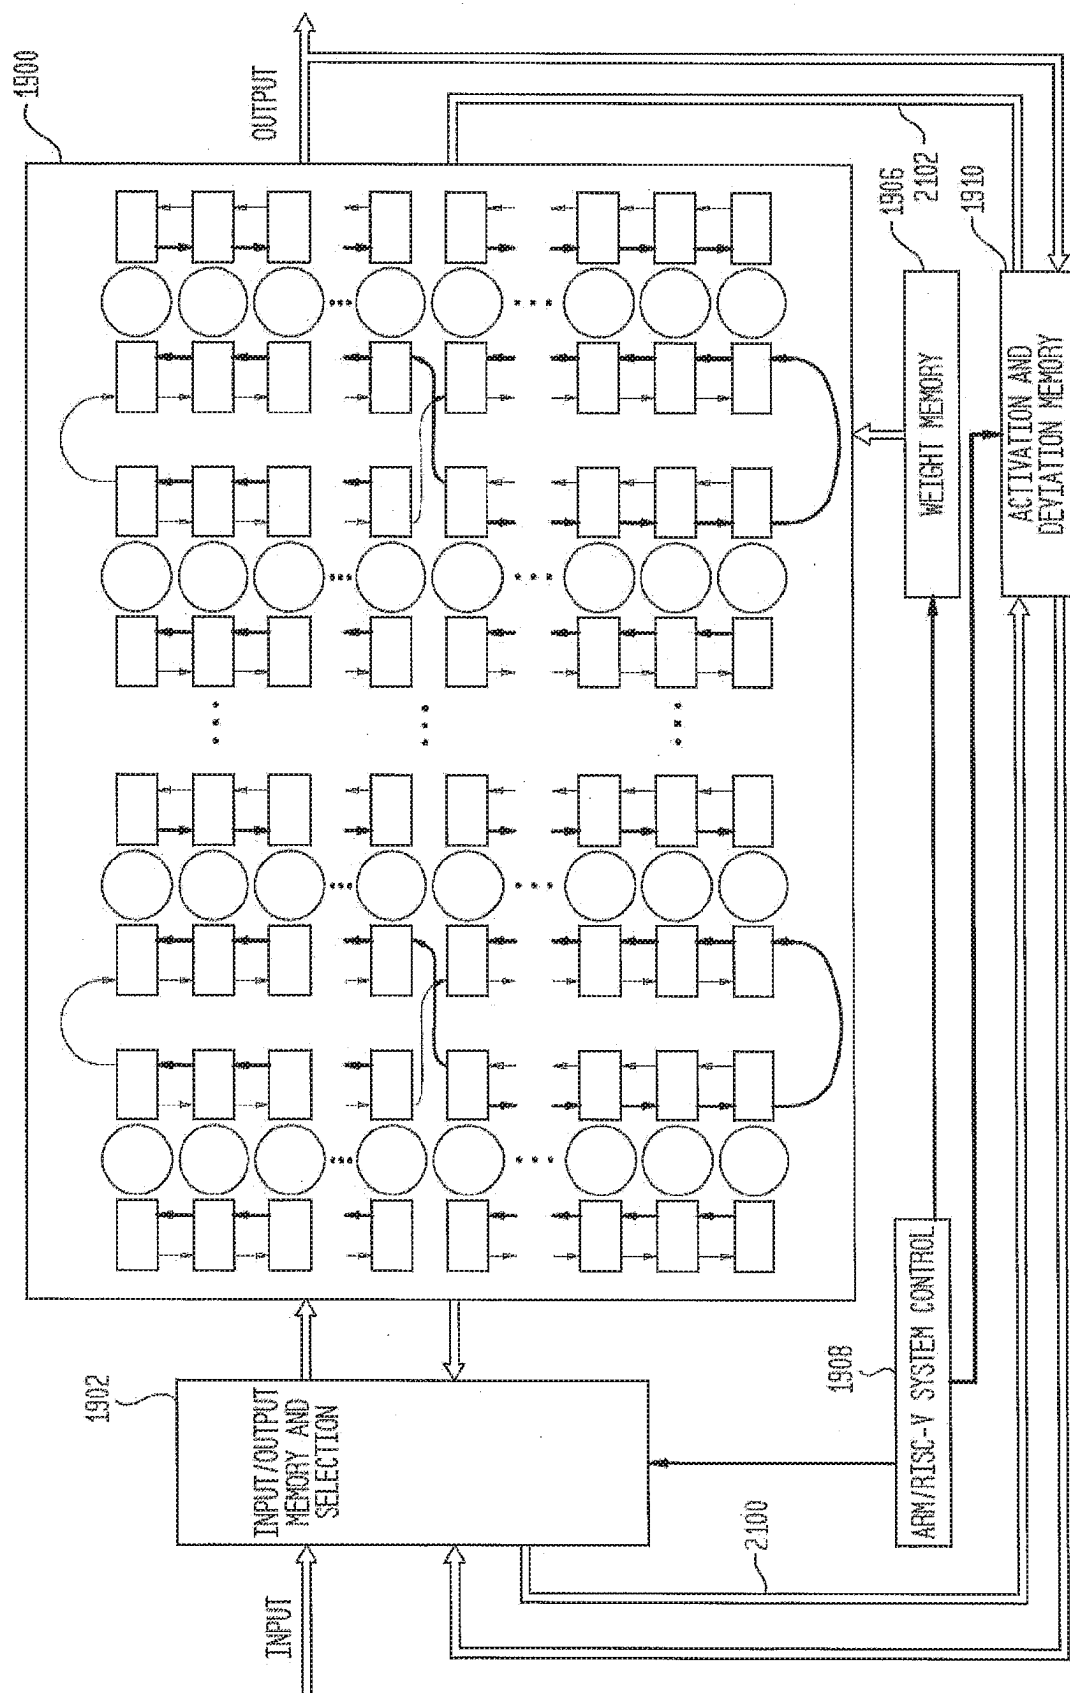 INPUT
1902
INPUT/OUTPUT
MEMORY AND
SELECTION
2100
1908
ARM/RISC-V SYSTEM CONTROL
1900
OUTPUT
WEIGHT MEMORY
1906
2102
1910
ACTIVATION AND
DEVIATION MEMORY